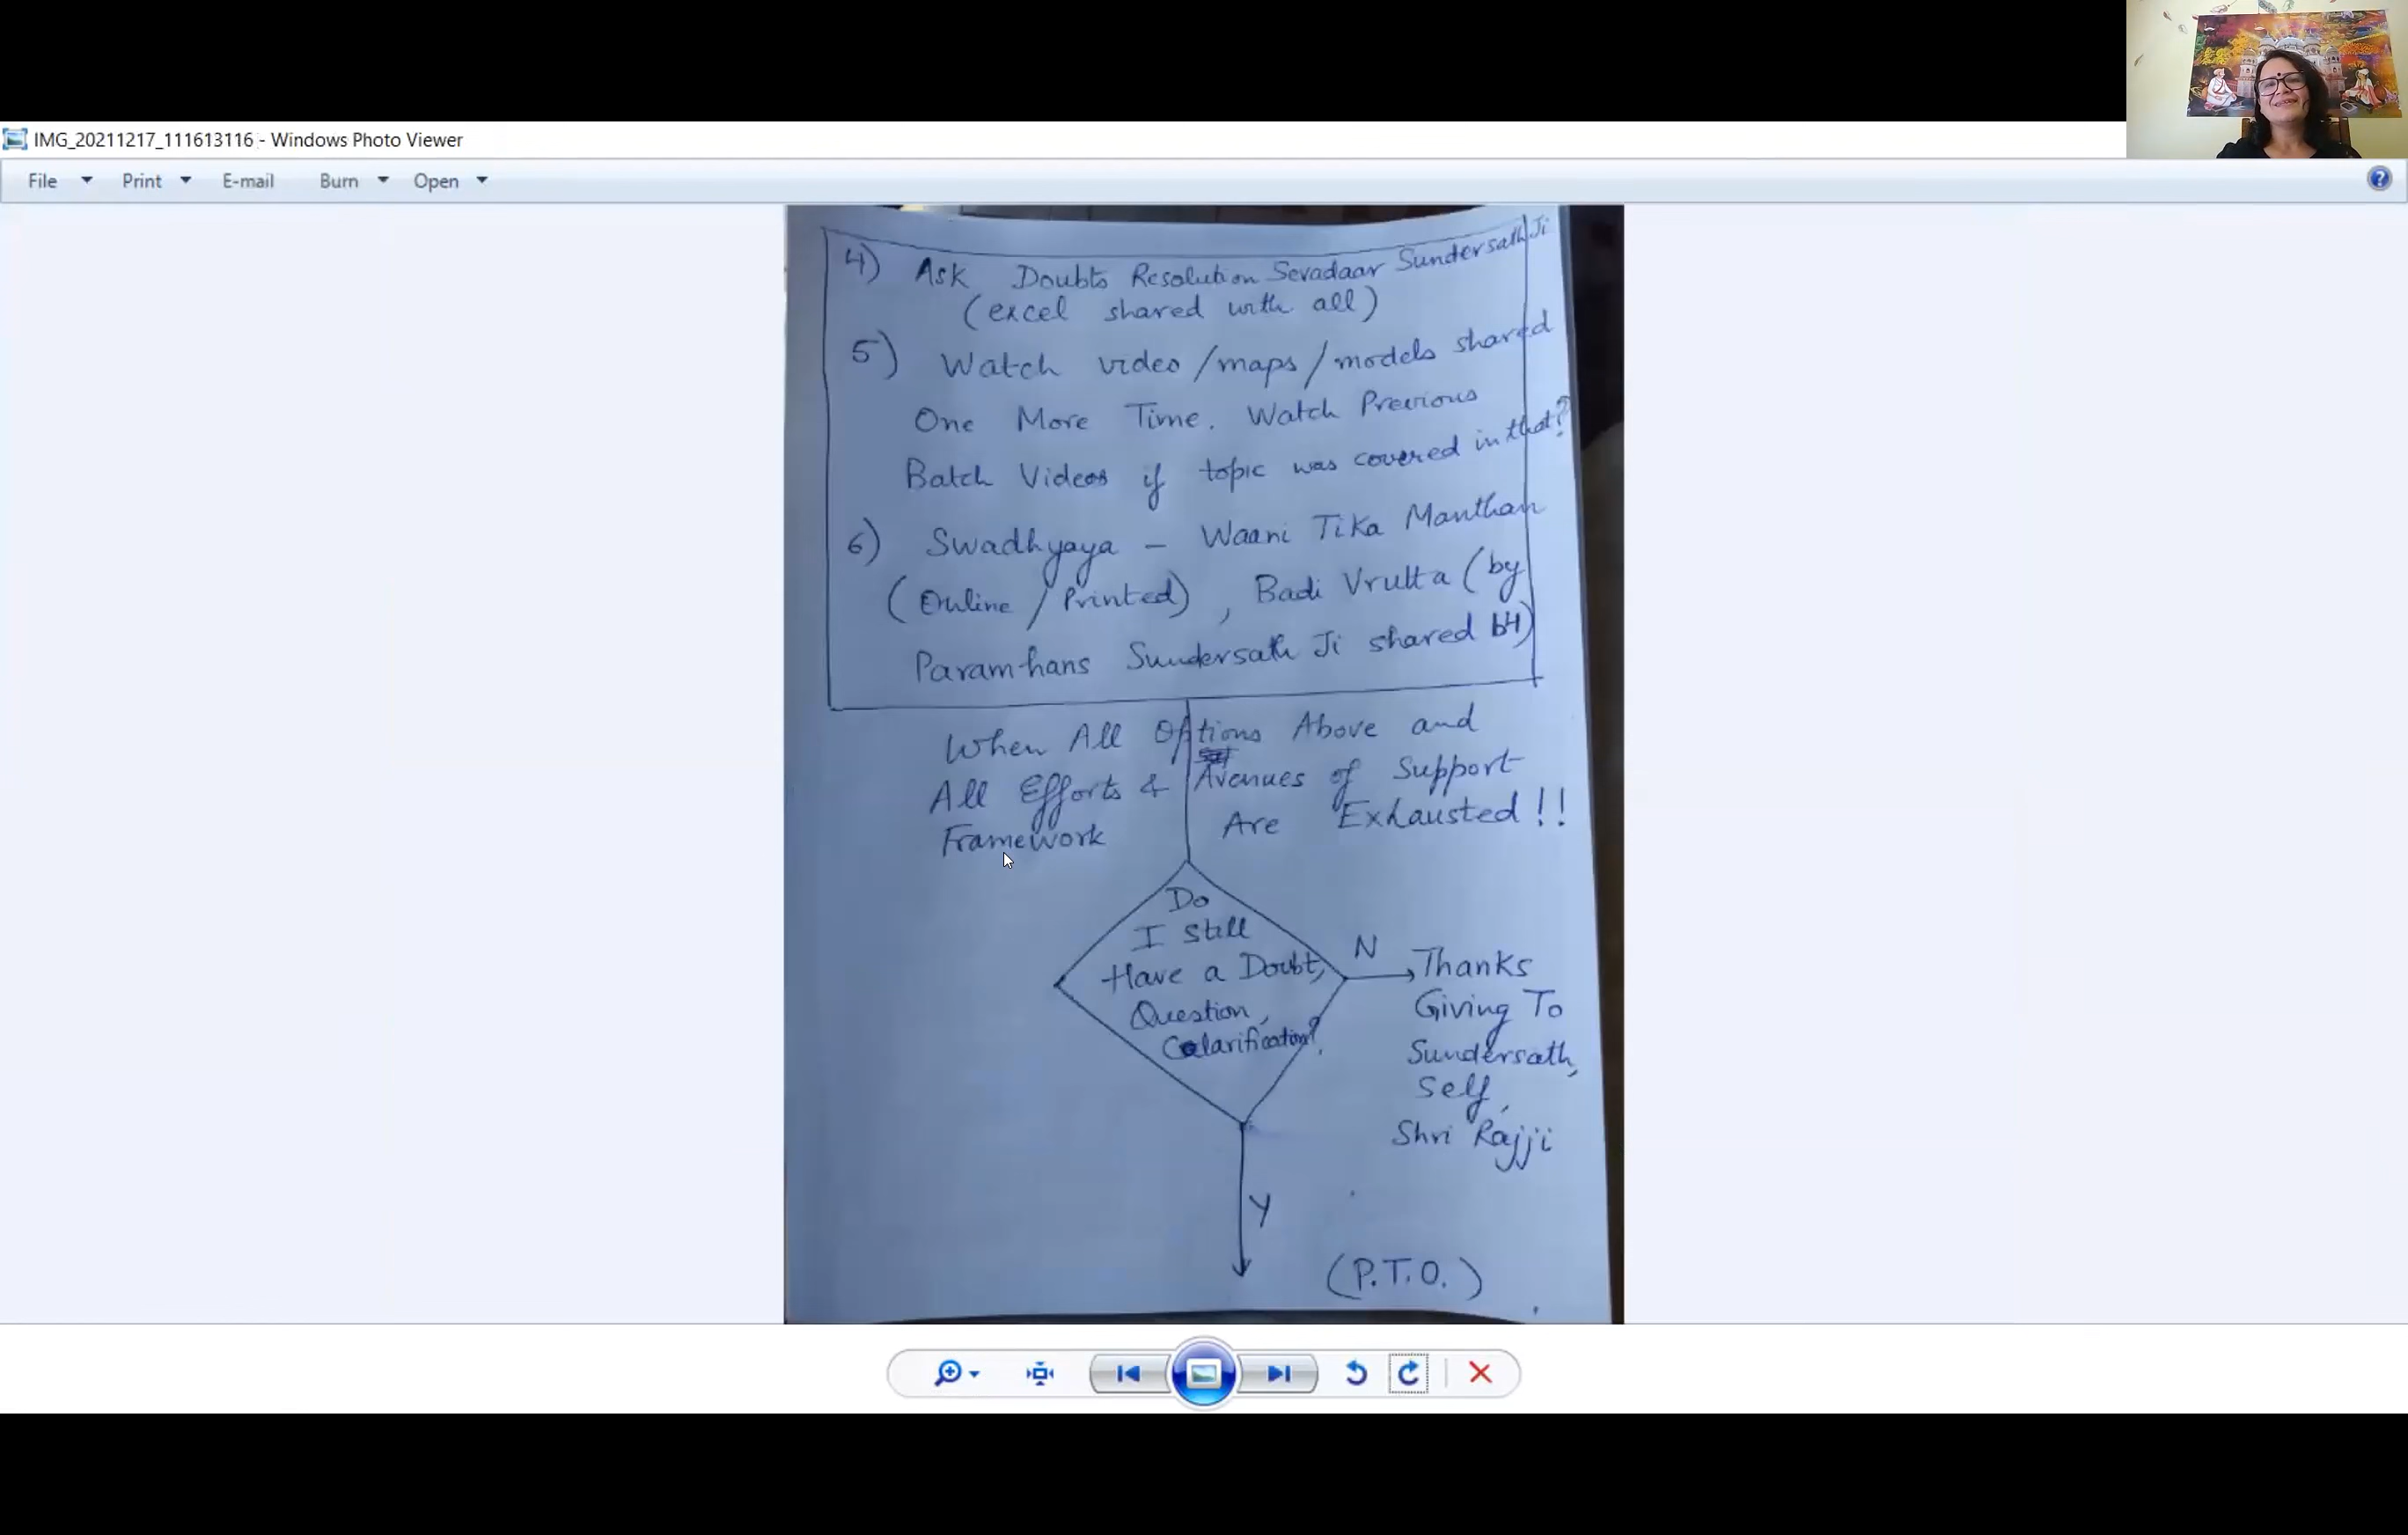 IMG_20211217_111613116 - Windows Photo Viewer
File Print E-mail Burn Open
4) Ask Doubts Resolution Sevadaar Sundersath Ji
(excel shared with all)
5) Watch video/maps/models shared
One More Time. Watch Previous
Batch Videos if topic was covered in that?
6) Swadhyaya - Waani Tika Manthan
(Online / Printed), Badi Vrutta (by
Paramhans Sundersath Ji shared b4)
When All Options Above and
All Efforts & Avenues of Support
Framework Are Exhausted!!
Do
I Still
Have a Doubt,
Question,
Clarification?
N
Thanks
Giving To
Sundersath,
Self,
Shri Rajji
Y
(P.T.O.)